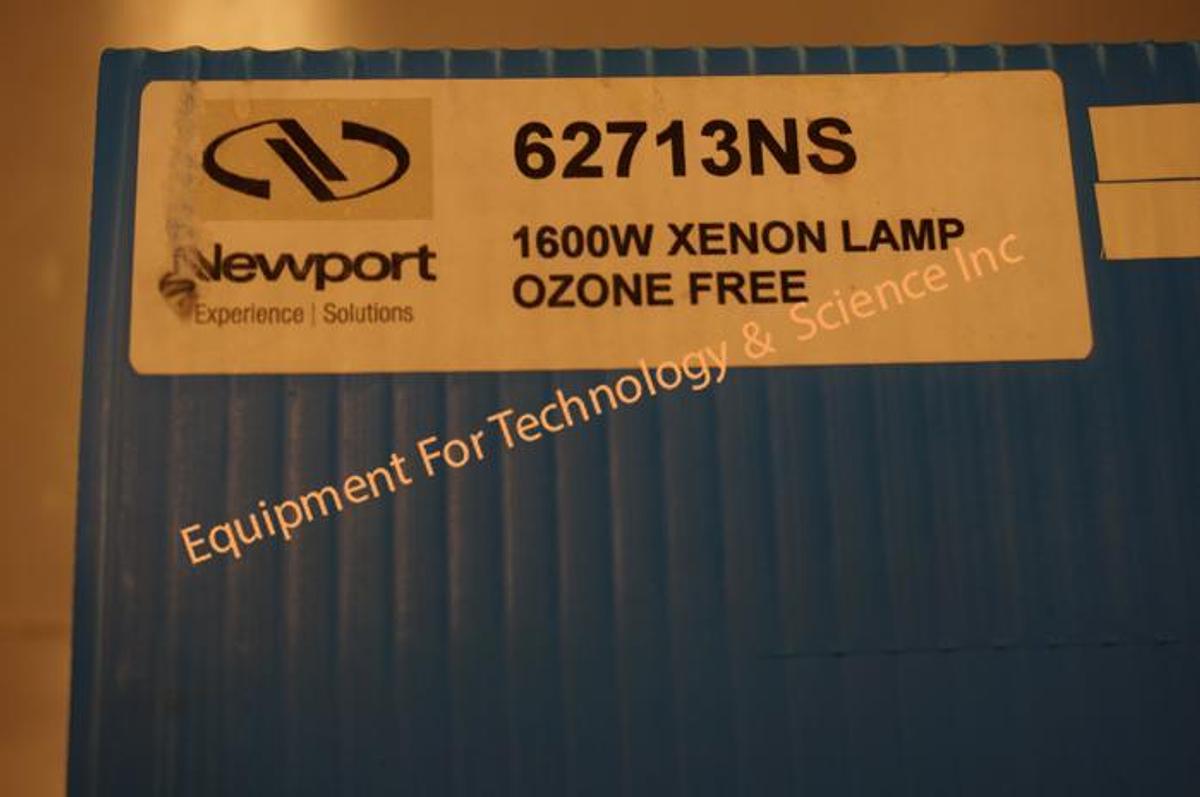 62713NS
Newport
Experience | Solutions
1600W XENON LAMP
OZONE FREE
Equipment For Technology & Science Inc